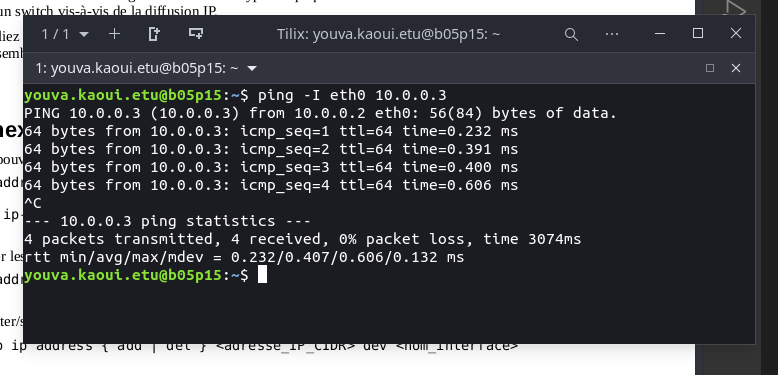 un switch vis-à-vis de la diffusion IP.
1 / 1
Tilix: youva.kaoui.etu@b05p15: ~
1: youva.kaoui.etu@b05p15: ~
youva.kaoui.etu@b05p15:~$ ping -I eth0 10.0.0.3
PING 10.0.0.3 (10.0.0.3) from 10.0.0.2 eth0: 56(84) bytes of data.
64 bytes from 10.0.0.3: icmp_seq=1 ttl=64 time=0.232 ms
64 bytes from 10.0.0.3: icmp_seq=2 ttl=64 time=0.391 ms
64 bytes from 10.0.0.3: icmp_seq=3 ttl=64 time=0.400 ms
64 bytes from 10.0.0.3: icmp_seq=4 ttl=64 time=0.606 ms
^C
--- 10.0.0.3 ping statistics ---
4 packets transmitted, 4 received, 0% packet loss, time 3074ms
rtt min/avg/max/mdev = 0.232/0.407/0.606/0.132 ms
youva.kaoui.etu@b05p15:~$
ip address { add | del } <adresse_IP_CIDR> dev <nom_interface>